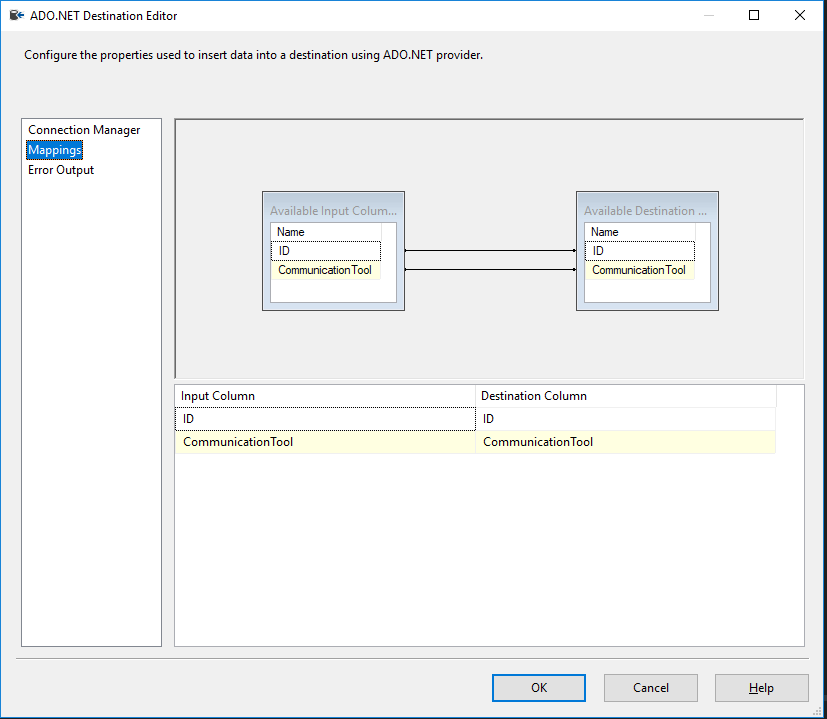 ADO.NET Destination Editor
Configure the properties used to insert data into a destination using ADO.NET provider.
Connection Manager
Mappings
Error Output
Available Input Colum...
Name
ID
CommunicationTool
Available Destination ...
Name
ID
CommunicationTool
Input Column Destination Column
ID ID
CommunicationTool CommunicationTool
OK Cancel Help